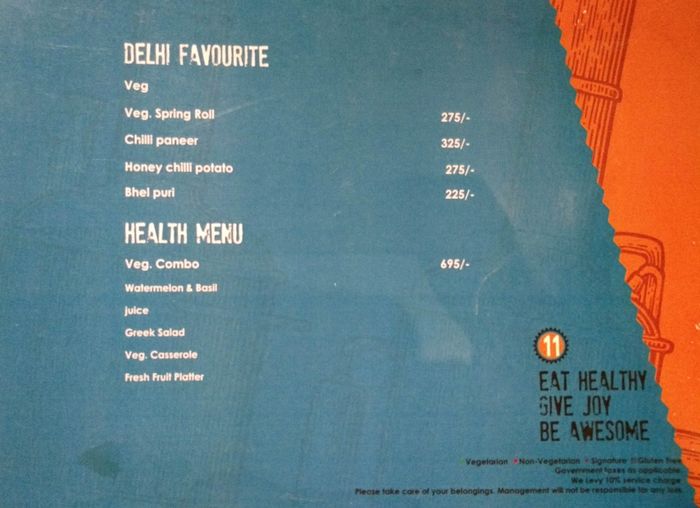 DELHI FAVOURITE
Veg
Veg. Spring Roll 275/-
Chilli paneer 325/-
Honey chilli potato 275/-
Bhel puri 225/-
HEALTH MENU
Veg. Combo 695/-
Watermelon & Basil
juice
Greek Salad
Veg. Casserole
Fresh Fruit Platter
11
EAT HEALTHY
GIVE JOY
BE AWESOME
Vegetarian Non-Vegetarian Signature Gluten Free
Government taxes as applicable
We Levy 10% service charge
Please take care of your belongings. Management will not be responsible for any loss.